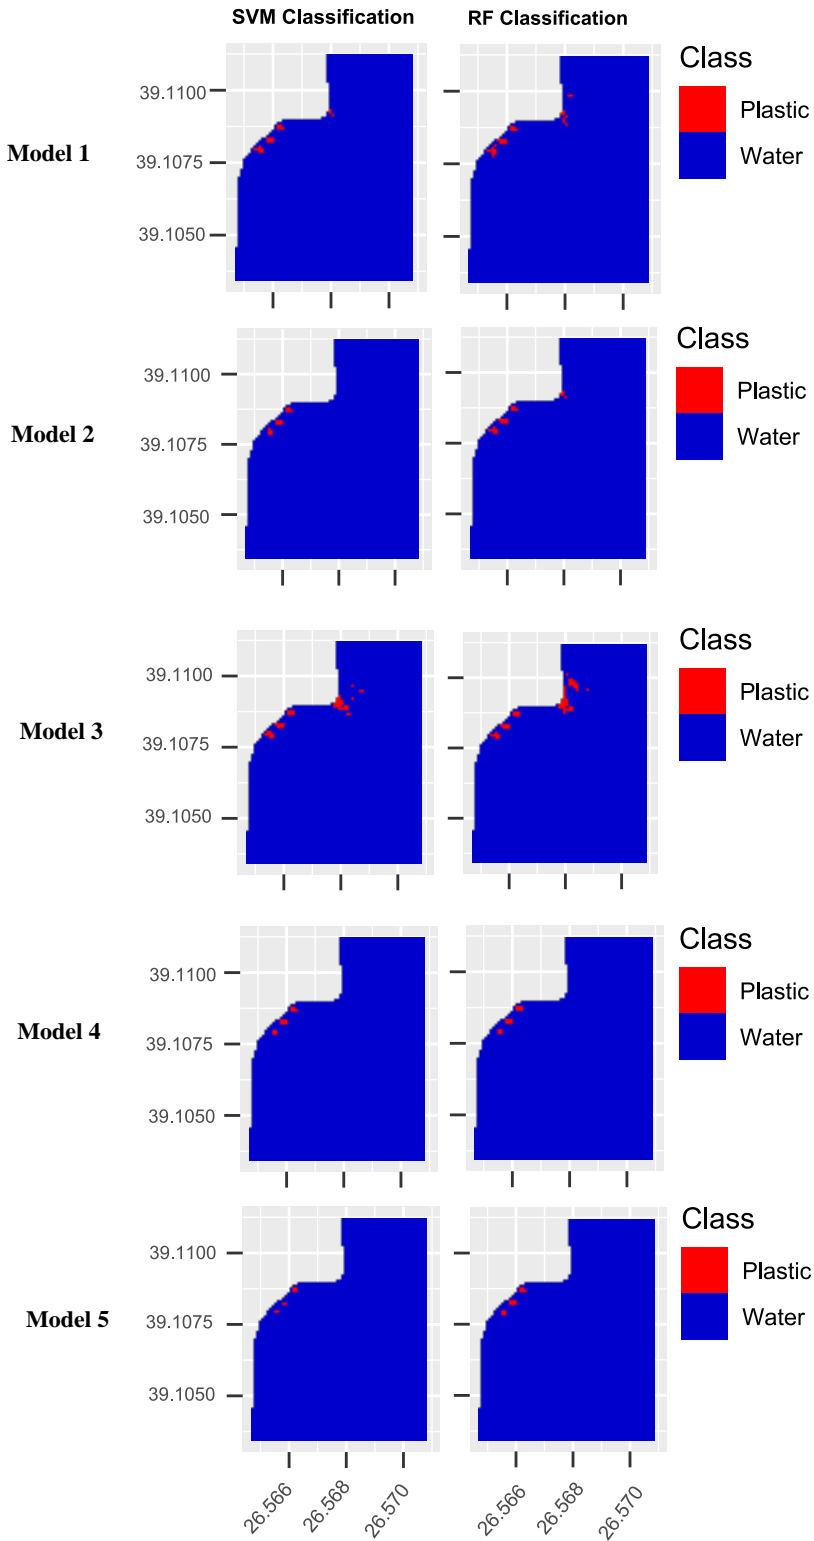 SVM Classification
RF Classification
Model 1
39.1100
39.1075
39.1050
Class
Plastic
Water
Model 2
39.1100
39.1075
39.1050
Class
Plastic
Water
Model 3
39.1100
39.1075
39.1050
Class
Plastic
Water
Model 4
39.1100
39.1075
39.1050
Class
Plastic
Water
Model 5
39.1100
39.1075
39.1050
Class
Plastic
Water
26.566
26.568
26.570
26.566
26.568
26.570